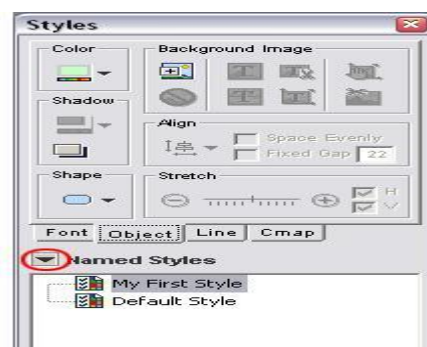 Styles
Color
Background Image
Shadow
Align
Space Evenly
Fixed Gap 22
Shape
Stretch
H
V
Font Object Line Cmap
Named Styles
My First Style
Default Style